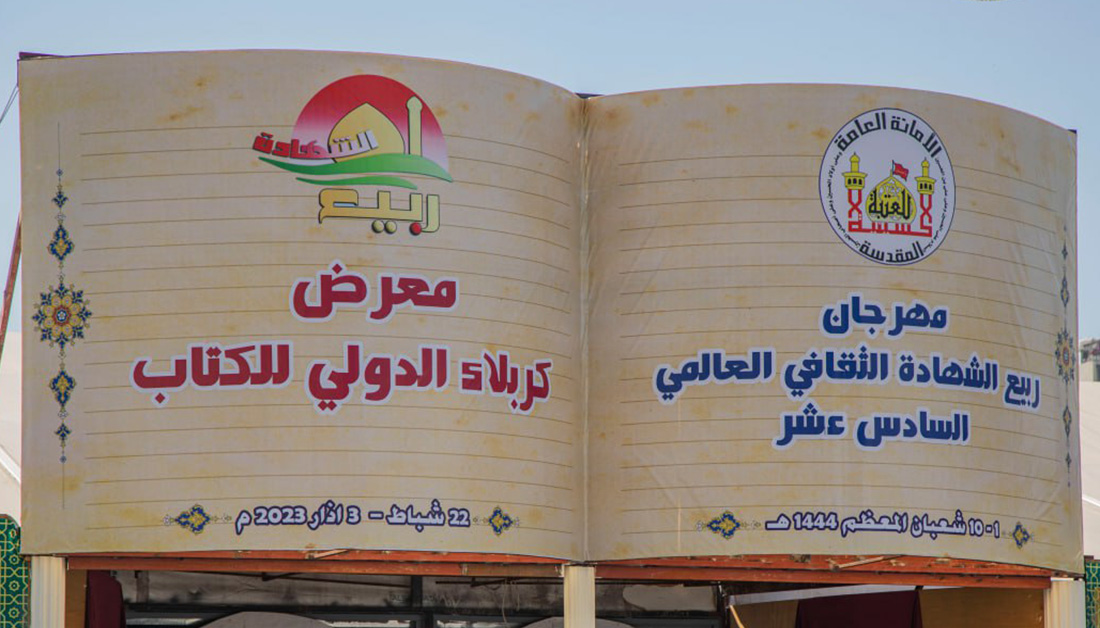 الأمانة العامة
للعتبة
الحسينية
المقدسة
مهرجان
ربيع الشهادة الثقافي العالمي
السادس عشر
1-10 شعبان المعظم 1444 هـ
الشهادة
ربيع
معرض
كربلاء الدولي للكتاب
22 شباط - 3 اذار 2023 م